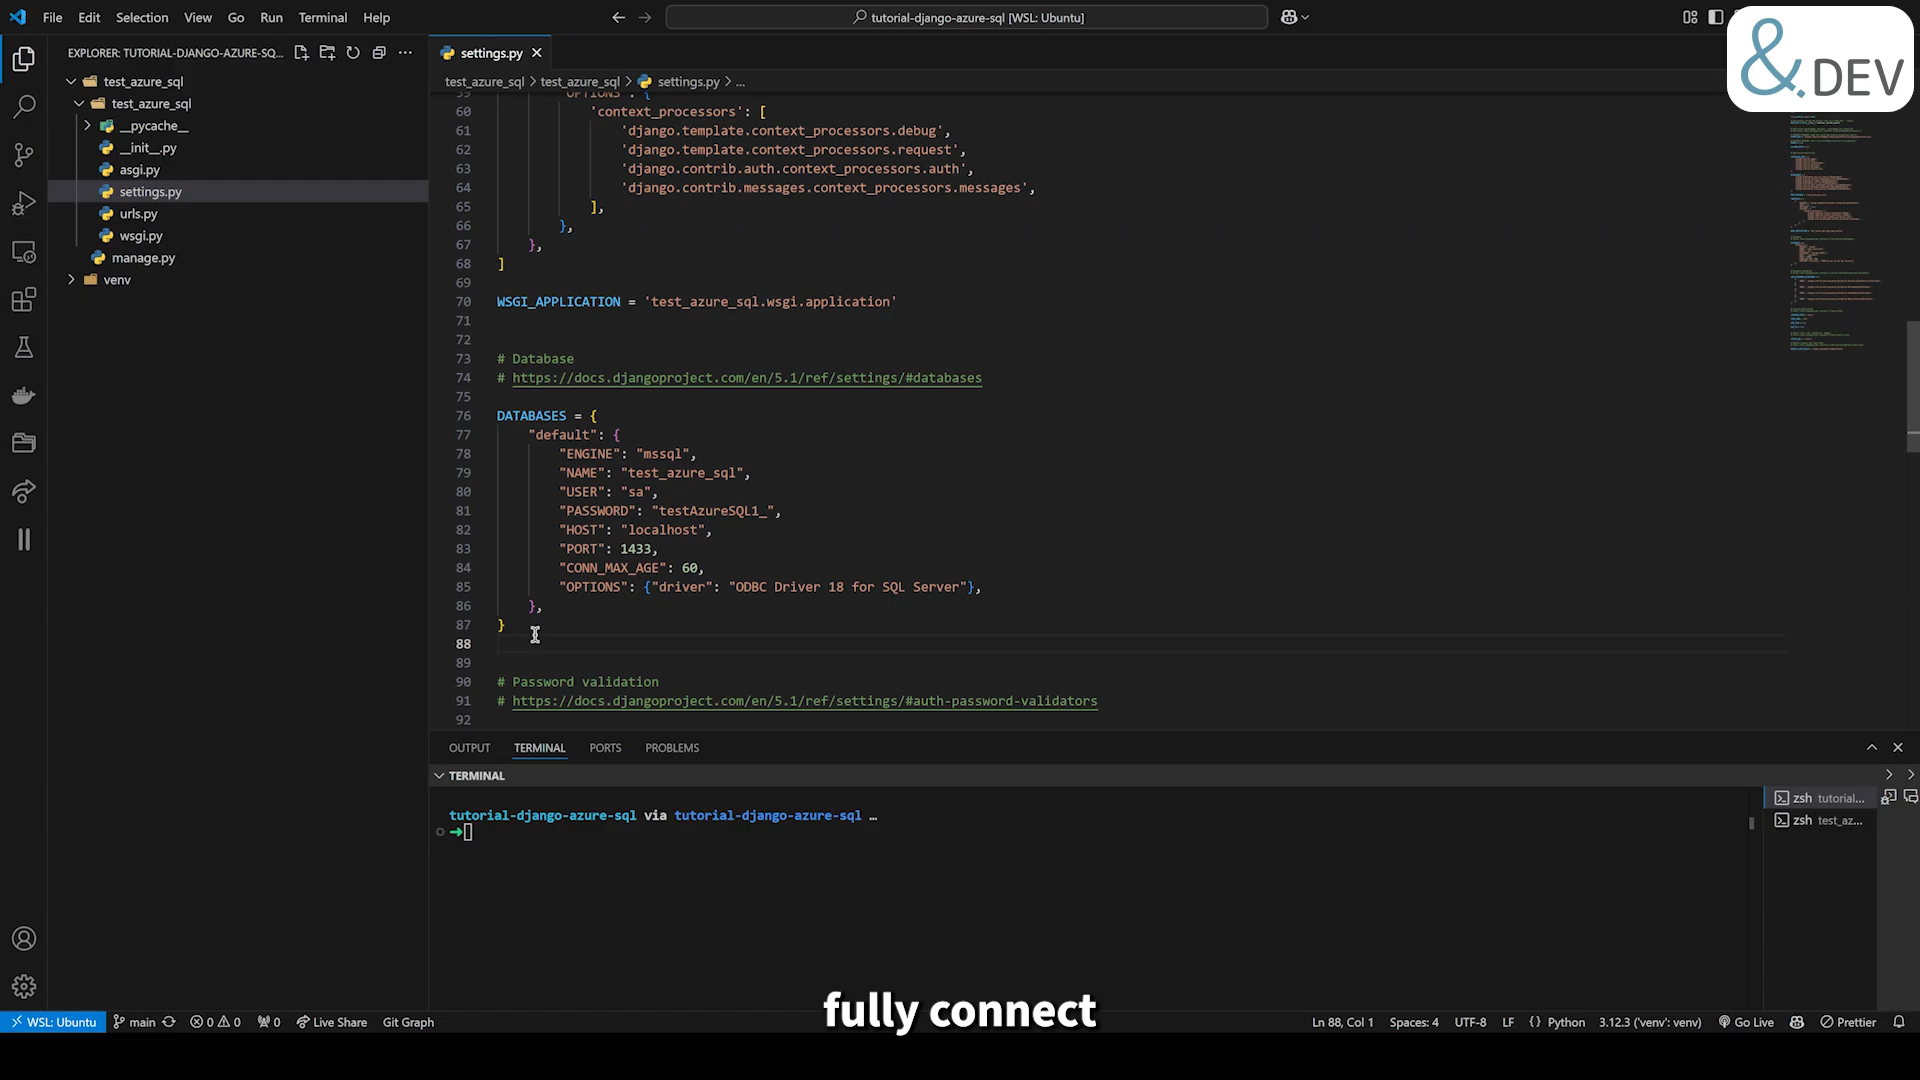 File Edit Selection View Go Run Terminal Help
tutorial-django-azure-sql [WSL: Ubuntu]
&.DEV
EXPLORER: TUTORIAL-DJANGO-AZURE-SQ...
test_azure_sql
test_azure_sql
__pycache__
__init__.py
asgi.py
settings.py
urls.py
wsgi.py
manage.py
venv
settings.py
test_azure_sql > test_azure_sql > settings.py > ...
59 'OPTIONS': {
60 'context_processors': [
61 'django.template.context_processors.debug',
62 'django.template.context_processors.request',
63 'django.contrib.auth.context_processors.auth',
64 'django.contrib.messages.context_processors.messages',
65 ],
66 },
67 },
68 ]
69
70 WSGI_APPLICATION = 'test_azure_sql.wsgi.application'
71
72
73 # Database
74 # https://docs.djangoproject.com/en/5.1/ref/settings/#databases
75
76 DATABASES = {
77 "default": {
78 "ENGINE": "mssql",
79 "NAME": "test_azure_sql",
80 "USER": "sa",
81 "PASSWORD": "testAzureSQL1_",
82 "HOST": "localhost",
83 "PORT": 1433,
84 "CONN_MAX_AGE": 60,
85 "OPTIONS": {"driver": "ODBC Driver 18 for SQL Server"},
86 },
87 }
88
89
90 # Password validation
91 # https://docs.djangoproject.com/en/5.1/ref/settings/#auth-password-validators
92
OUTPUT TERMINAL PORTS PROBLEMS
TERMINAL
tutorial-django-azure-sql via tutorial-django-azure-sql …
zsh tutorial...
zsh test_az...
fully connect
WSL: Ubuntu main 0 0 0 Live Share Git Graph
Ln 88, Col 1 Spaces: 4 UTF-8 LF {} Python 3.12.3 ('venv': venv) Go Live Prettier